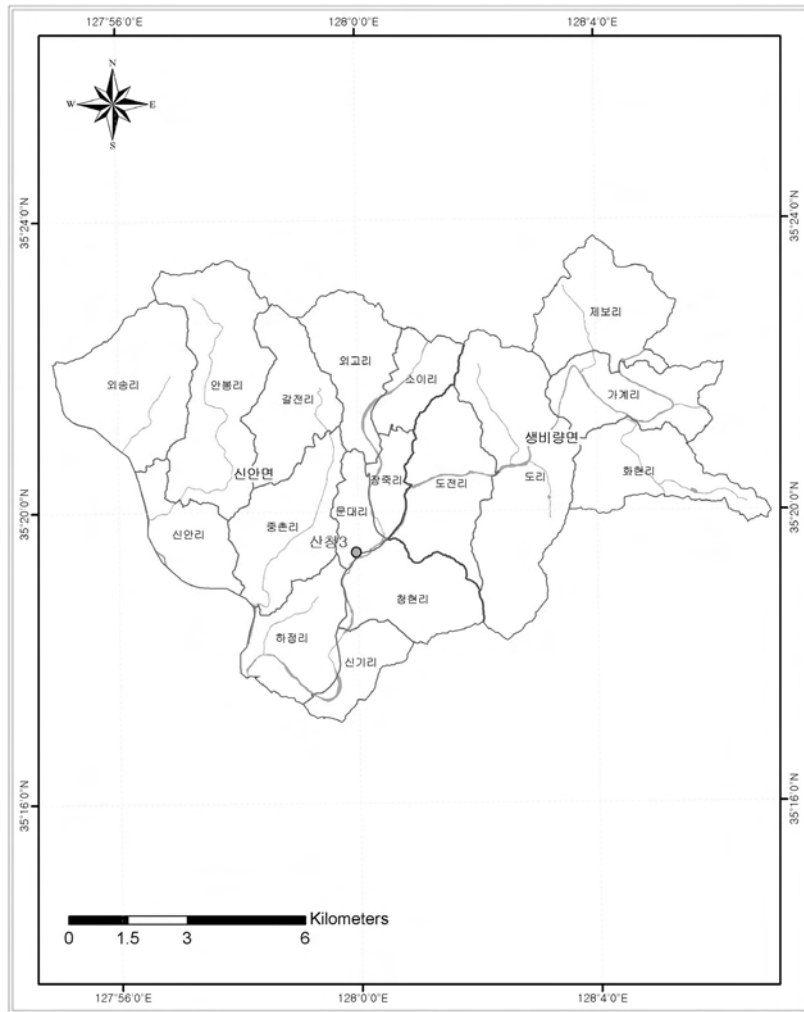 127°56'0"E 128°0'0"E 128°4'0"E
N
W E
S
35°24'0"N 35°24'0"N
제보리
외고리
소이리
외송리 안봉리 갈전리 가계리
생비량면
신안면 장죽리 도전리 도리 화현리
35°20'0"N 35°20'0"N
신안리 중촌리 문대리
산청3
청현리
하정리
신기리
35°16'0"N 35°16'0"N
Kilometers
0 1.5 3 6
127°56'0"E 128°0'0"E 128°4'0"E